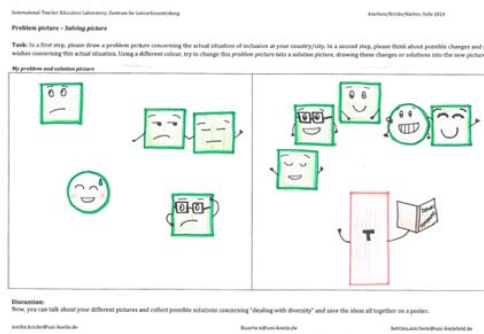 International Teacher Education Laboratory, Zentrum für LehrerInnenbildung
Problem picture – Solving picture
Task: In a first step, please draw a problem picture concerning the actual situation of inclusion at your country/city. In a second step, please think about possible changes and
wishes concerning this actual situation. Using a different colour, try to change this problem picture into a solution picture, drawing these changes or solutions into the new picture
My problem and solution picture
T
Discussion:
Now, you can talk about your different pictures and collect possible solutions concerning "dealing with diversity" and save the ideas all together on a poster.